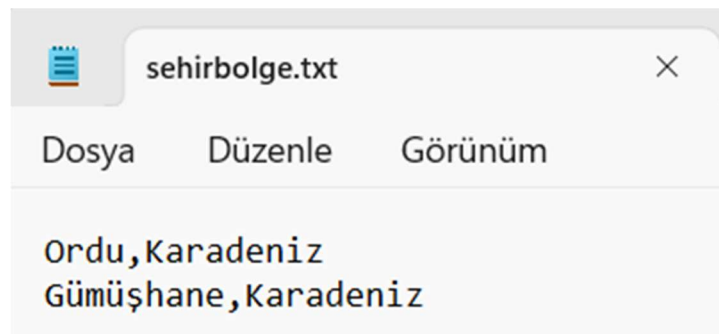 sehirbolge.txt
Dosya Düzenle Görünüm
Ordu,Karadeniz
Gümüşhane,Karadeniz